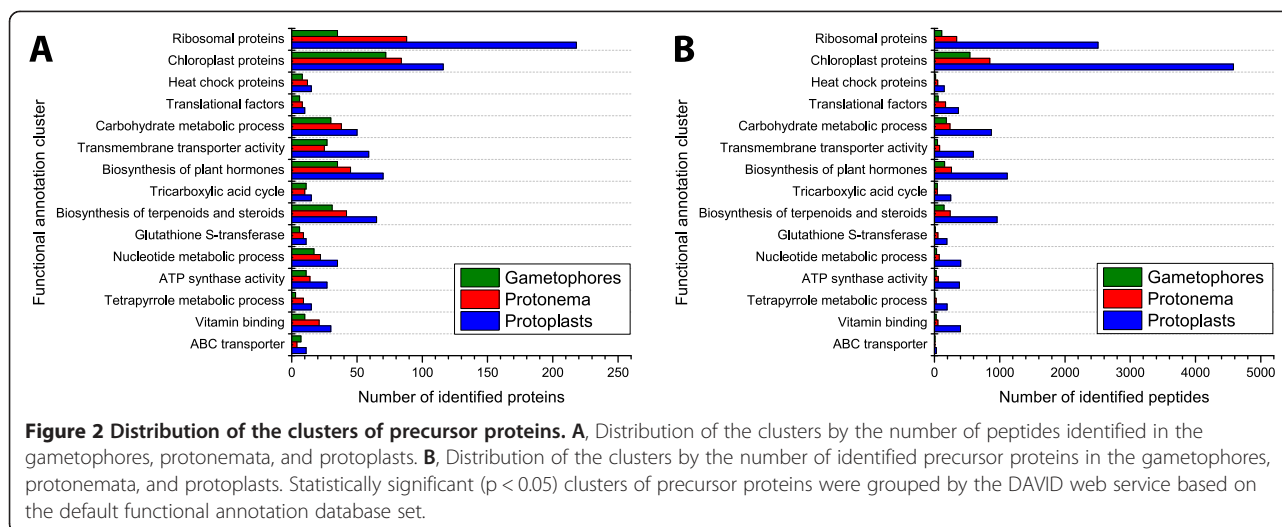 A
Functional annotation cluster
Ribosomal proteins
Chloroplast proteins
Heat chock proteins
Translational factors
Carbohydrate metabolic process
Transmembrane transporter activity
Biosynthesis of plant hormones
Tricarboxylic acid cycle
Biosynthesis of terpenoids and steroids
Glutathione S-transferase
Nucleotide metabolic process
ATP synthase activity
Tetrapyrrole metabolic process
Vitamin binding
ABC transporter
Gametophores
Protonema
Protoplasts
0 50 100 150 200 250
Number of identified proteins
B
Functional annotation cluster
Ribosomal proteins
Chloroplast proteins
Heat chock proteins
Translational factors
Carbohydrate metabolic process
Transmembrane transporter activity
Biosynthesis of plant hormones
Tricarboxylic acid cycle
Biosynthesis of terpenoids and steroids
Glutathione S-transferase
Nucleotide metabolic process
ATP synthase activity
Tetrapyrrole metabolic process
Vitamin binding
ABC transporter
Gametophores
Protonema
Protoplasts
0 1000 2000 3000 4000 5000
Number of identified peptides
Figure 2 Distribution of the clusters of precursor proteins. A, Distribution of the clusters by the number of peptides identified in the
gametophores, protonemata, and protoplasts. B, Distribution of the clusters by the number of identified precursor proteins in the gametophores,
protonemata, and protoplasts. Statistically significant (p < 0.05) clusters of precursor proteins were grouped by the DAVID web service based on
the default functional annotation database set.